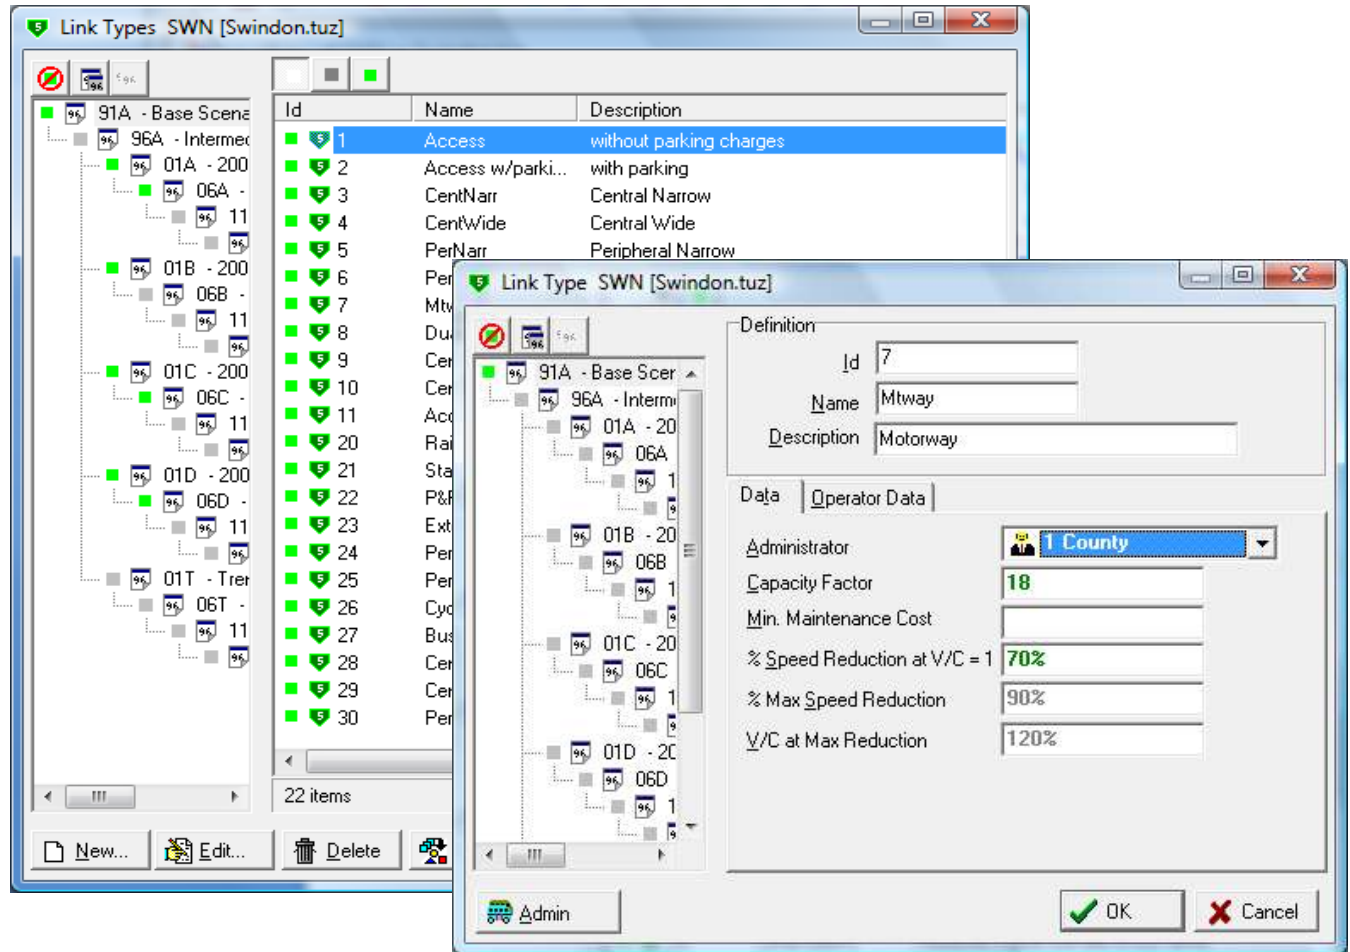 Link Types SWN [Swindon.tuz]
91A - Base Scena
96A - Intermed
01A - 200
06A -
11
01B - 200
06B -
11
01C - 200
06C -
11
01D - 200
06D -
11
01T - Tren
06T -
11
Id Name Description
1 Access without parking charges
2 Access w/parki... with parking
3 CentNarr Central Narrow
4 CentWide Central Wide
5 PerNarr Peripheral Narrow
6 Per
7 Mtw
8 Dua
9 Cer
10 Cer
11 Acc
20 Rai
21 Sta
22 P&R
23 Ext
24 Per
25 Per
26 Cyc
27 Bus
28 Cer
29 Cer
30 Per
22 items
New... Edit... Delete
Link Type SWN [Swindon.tuz]
91A - Base Scer
96A - Interm
01A - 20
06A
1
01B - 20
06B
1
01C - 20
06C
1
01D - 20
06D
1
Definition
Id 7
Name Mtway
Description Motorway
Data Operator Data
Administrator 1 County
Capacity Factor 18
Min. Maintenance Cost
% Speed Reduction at V/C = 1 70%
% Max Speed Reduction 90%
V/C at Max Reduction 120%
Admin OK Cancel